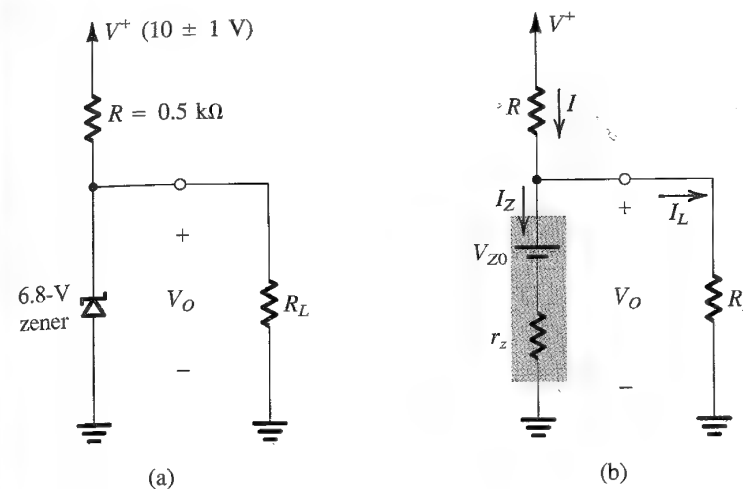 V⁺ (10 ± 1 V)
R = 0.5 kΩ
6.8-V
zener
+
V_O
−
R_L
(a)
V⁺
R
I
I_Z
I_L
V_Z0
r_z
+
V_O
−
R
(b)